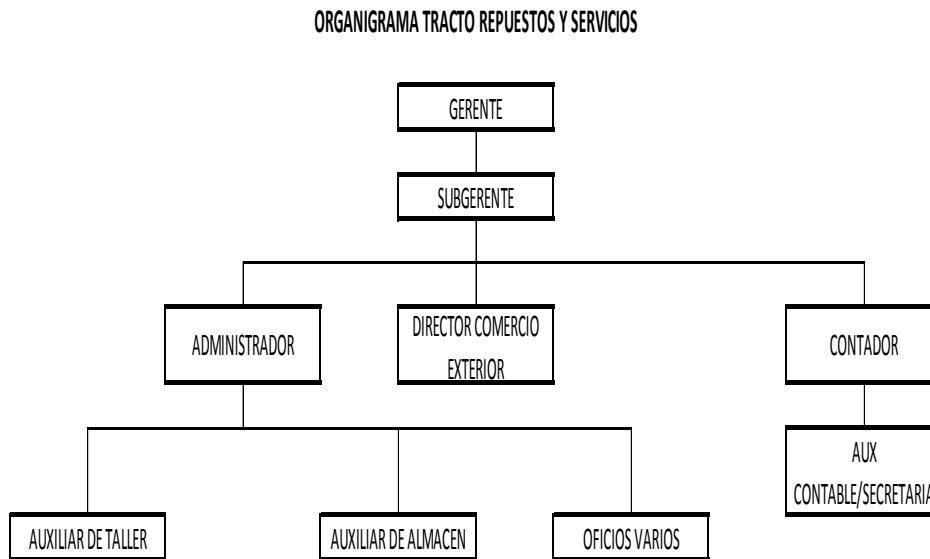 ORGANIGRAMA TRACTO REPUESTOS Y SERVICIOS
GERENTE
SUBGERENTE
ADMINISTRADOR
DIRECTOR COMERCIO
EXTERIOR
CONTADOR
AUX
CONTABLE/SECRETARIA
AUXILIAR DE TALLER
AUXILIAR DE ALMACEN
OFICIOS VARIOS